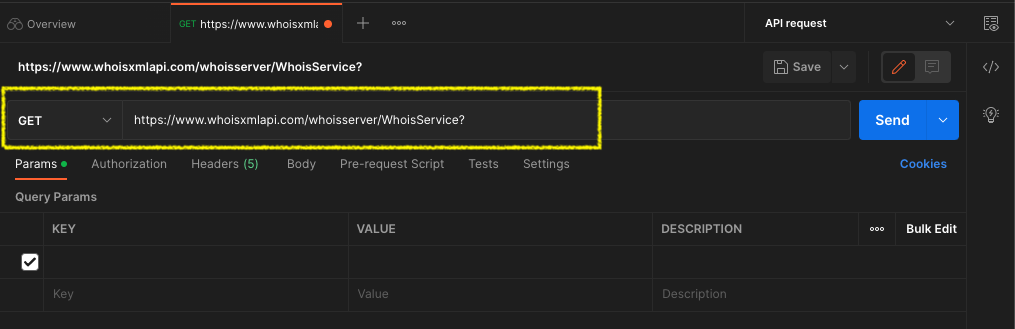 Overview
GET https://www.whoisxmla
API request
https://www.whoisxmlapi.com/whoisserver/WhoisService?
Save
GET
https://www.whoisxmlapi.com/whoisserver/WhoisService?
Send
Params Authorization Headers (5) Body Pre-request Script Tests Settings Cookies
Query Params
KEY VALUE DESCRIPTION Bulk Edit
Key Value Description